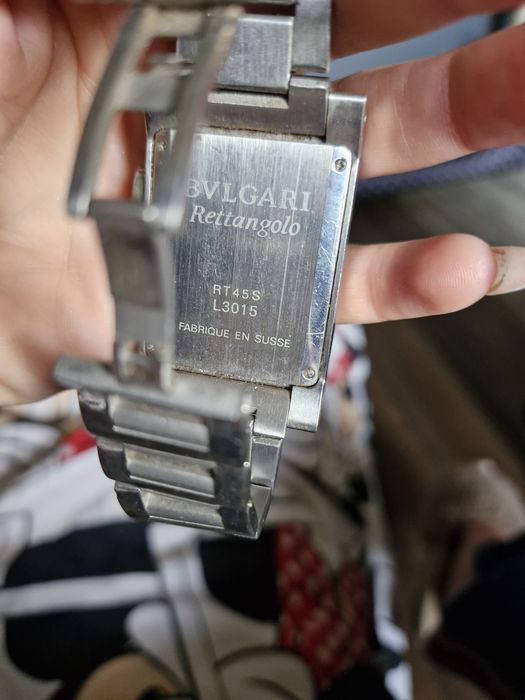 BVLGARI
Rettangolo
RT45S
L3015
FABRIQUE EN SUSSE